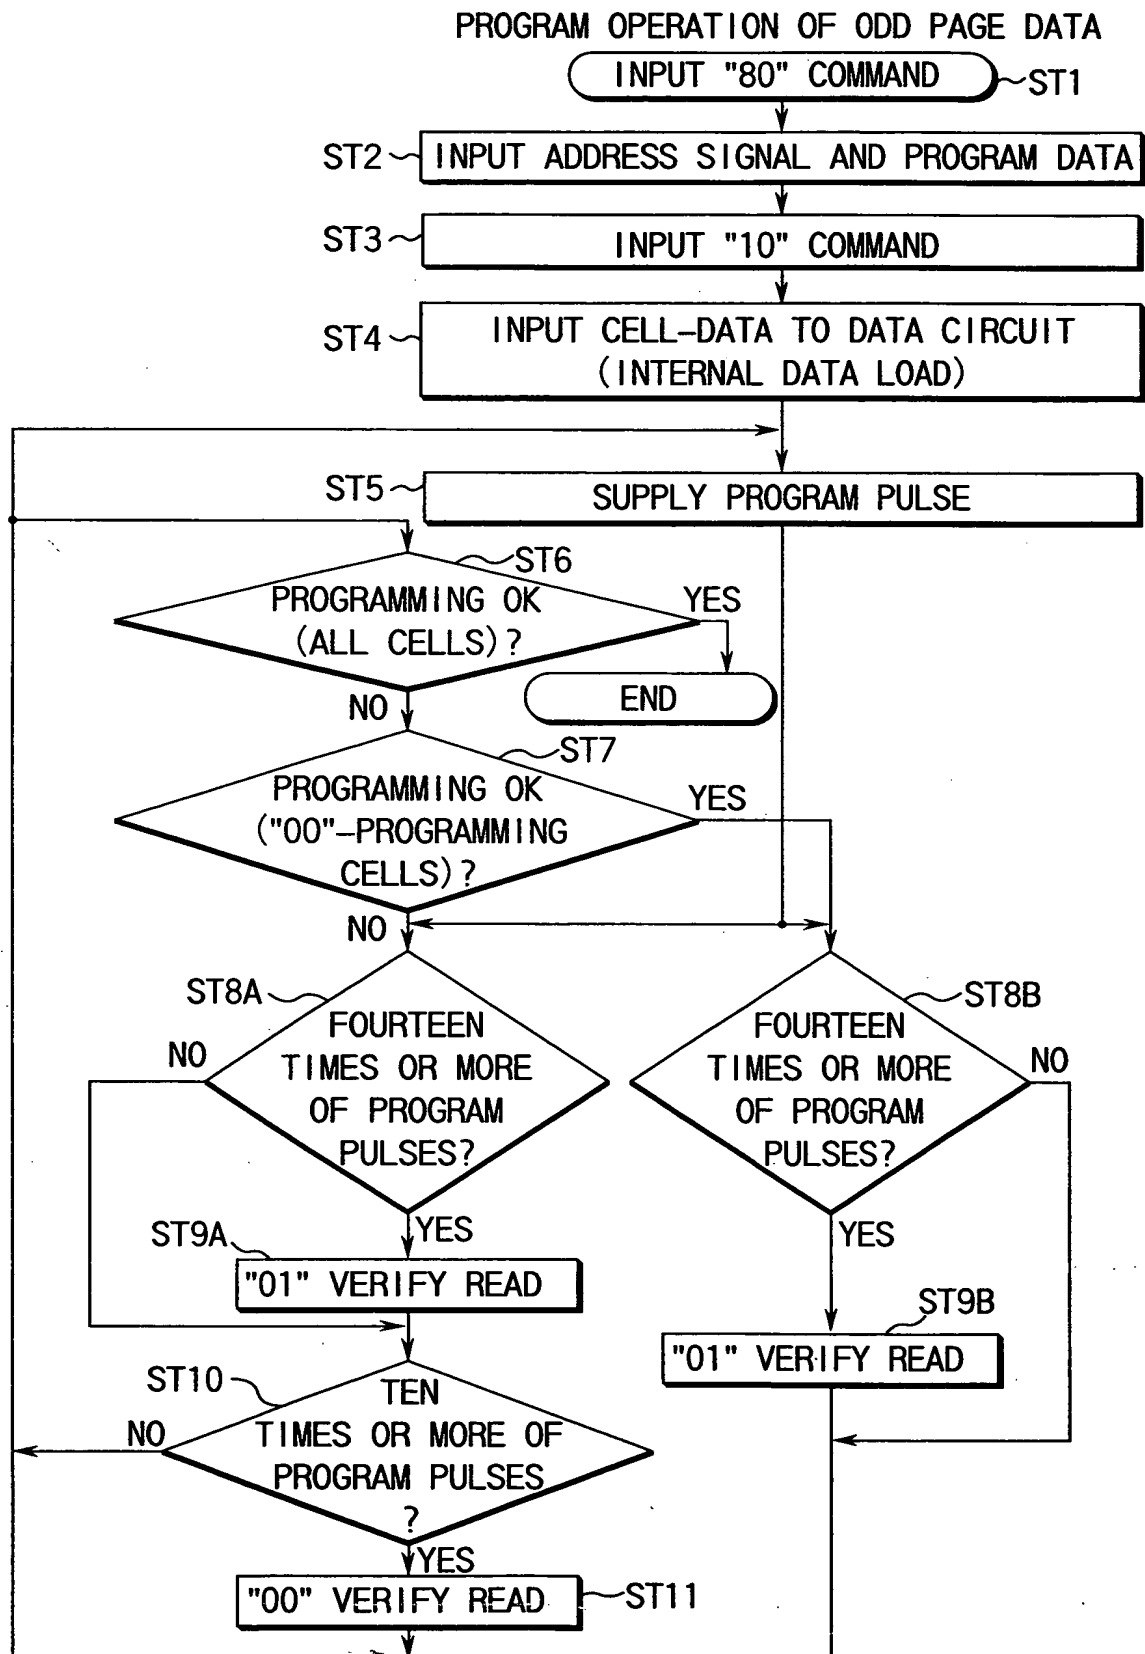 PROGRAM OPERATION OF ODD PAGE DATA
INPUT "80" COMMAND
ST1
ST2
INPUT ADDRESS SIGNAL AND PROGRAM DATA
ST3
INPUT "10" COMMAND
ST4
INPUT CELL-DATA TO DATA CIRCUIT
(INTERNAL DATA LOAD)
ST5
SUPPLY PROGRAM PULSE
ST6
PROGRAMMING OK
(ALL CELLS)?
YES
END
NO
ST7
PROGRAMMING OK
("00"-PROGRAMMING
CELLS)?
YES
NO
ST8A
FOURTEEN
TIMES OR MORE
OF PROGRAM
PULSES?
NO
YES
ST8B
FOURTEEN
TIMES OR MORE
OF PROGRAM
PULSES?
NO
YES
ST9A
"01" VERIFY READ
ST9B
"01" VERIFY READ
ST10
TEN
TIMES OR MORE OF
PROGRAM PULSES
?
NO
YES
"00" VERIFY READ
ST11